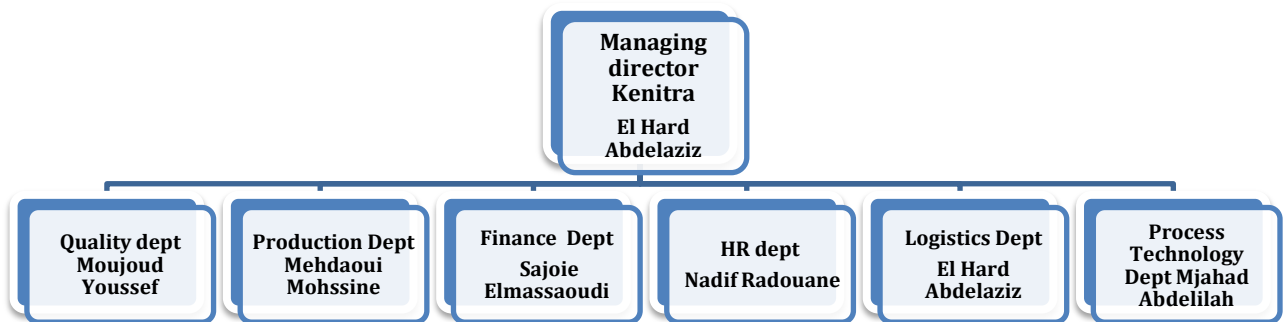 Managing
director
Kenitra
El Hard
Abdelaziz
Quality dept
Moujoud
Youssef
Production Dept
Mehdaoui
Mohssine
Finance Dept
Sajoie
Elmassaoudi
HR dept
Nadif Radouane
Logistics Dept
El Hard
Abdelaziz
Process
Technology
Dept Mjahad
Abdelilah